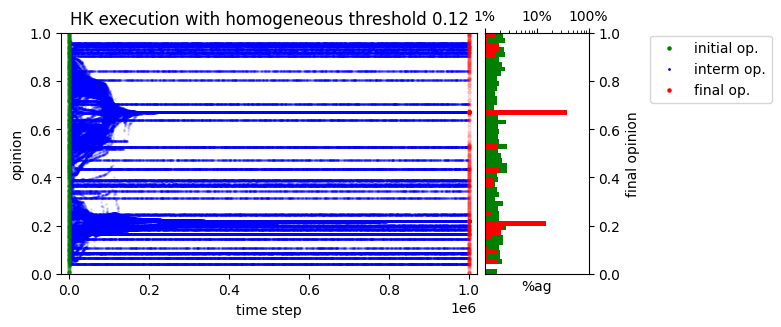 HK execution with homogeneous threshold 0.12
1% 10% 100%
initial op.
interm op.
final op.
1.0
0.8
0.6
0.4
0.2
0.0
opinion
1.0
0.8
0.6
0.4
0.2
0.0
final opinion
0.0 0.2 0.4 0.6 0.8 1.0
1e6
time step
%ag